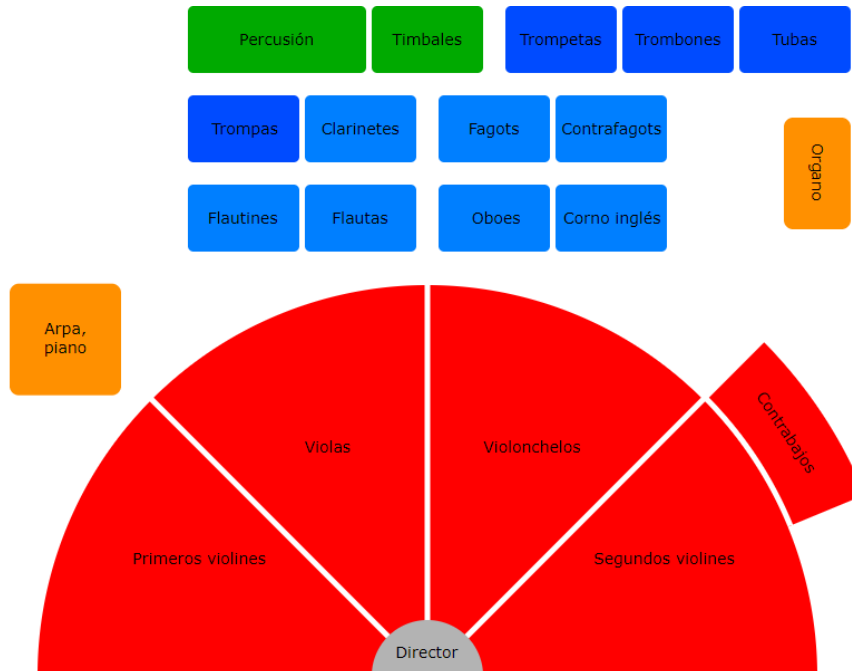 Percusión
Timbales
Trompetas
Trombones
Tubas
Trompas
Clarinetes
Fagots
Contrafagots
Organo
Flautines
Flautas
Oboes
Corno inglés
Arpa,
piano
Contrabajos
Violas
Violonchelos
Primeros violines
Segundos violines
Director